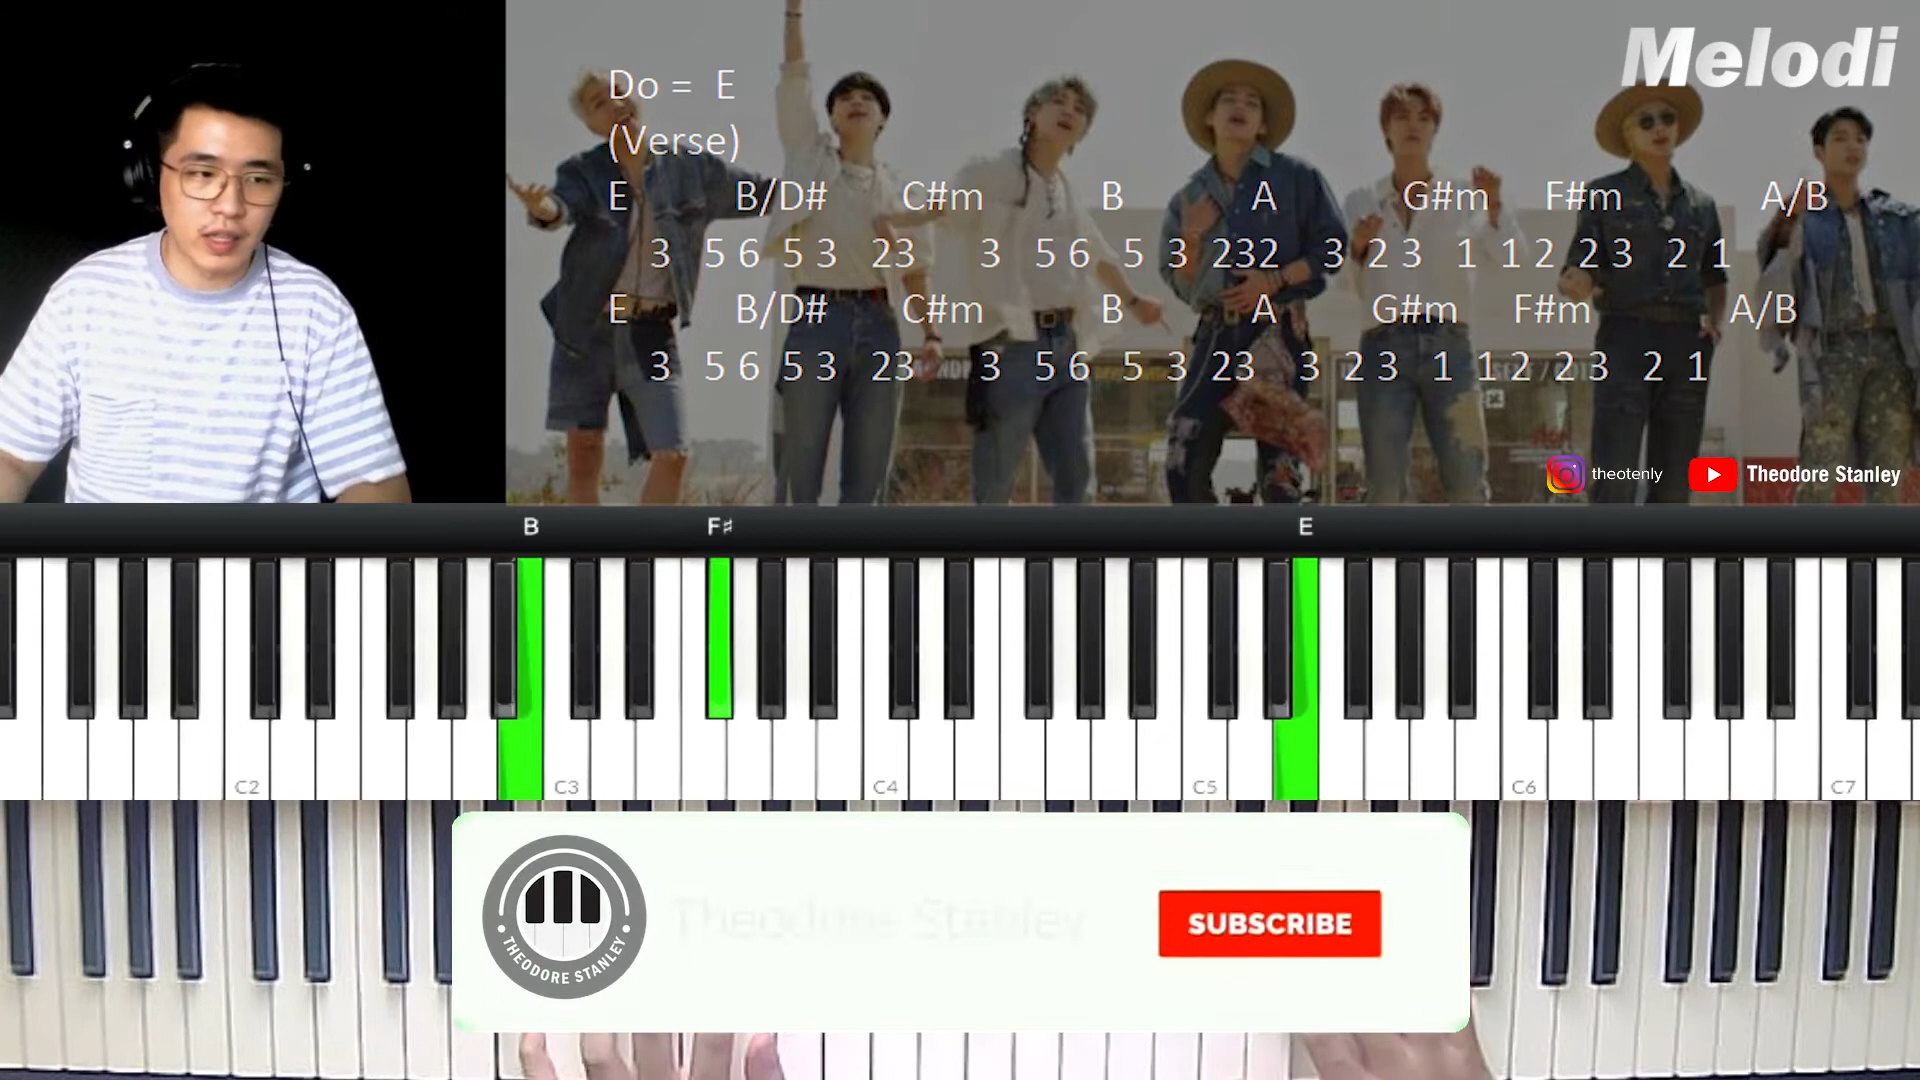 Melodi
Do = E
(Verse)
E B/D# C#m B A G#m F#m A/B
3 5 6 5 3 23 3 5 6 5 3 232 3 2 3 1 1 2 2 3 2 1
E B/D# C#m B A G#m F#m A/B
3 5 6 5 3 23 3 5 6 5 3 23 3 2 3 1 1 2 2 3 2 1
theotenly
Theodore Stanley
B F♯ E
C2 C3 C4 C5 C6 C7
THEODORE STANLEY
Theodore Stanley
SUBSCRIBE